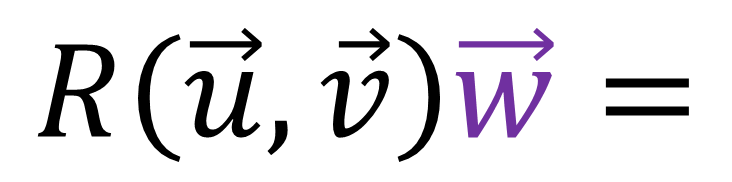 R(u⃗, v⃗)w⃗ =